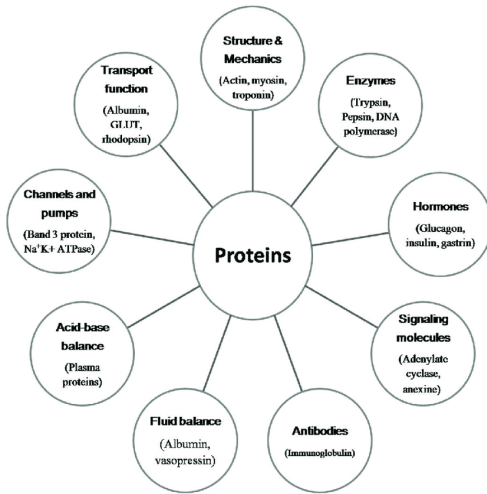 Structure &
Mechanics
(Actin, myosin,
troponin)
Enzymes
(Trypsin,
Pepsin, DNA
polymerase)
Hormones
(Glucagon,
insulin, gastrin)
Signaling
molecules
(Adenylate
cyclase,
anexine)
Antibodies
(Immunoglobulin)
Fluid balance
(Albumin,
vasopressin)
Acid-base
balance
(Plasma
proteins)
Channels and
pumps
(Band 3 protein,
Na⁺K+ ATPase)
Transport
function
(Albumin,
GLUT,
rhodopsin)
Proteins